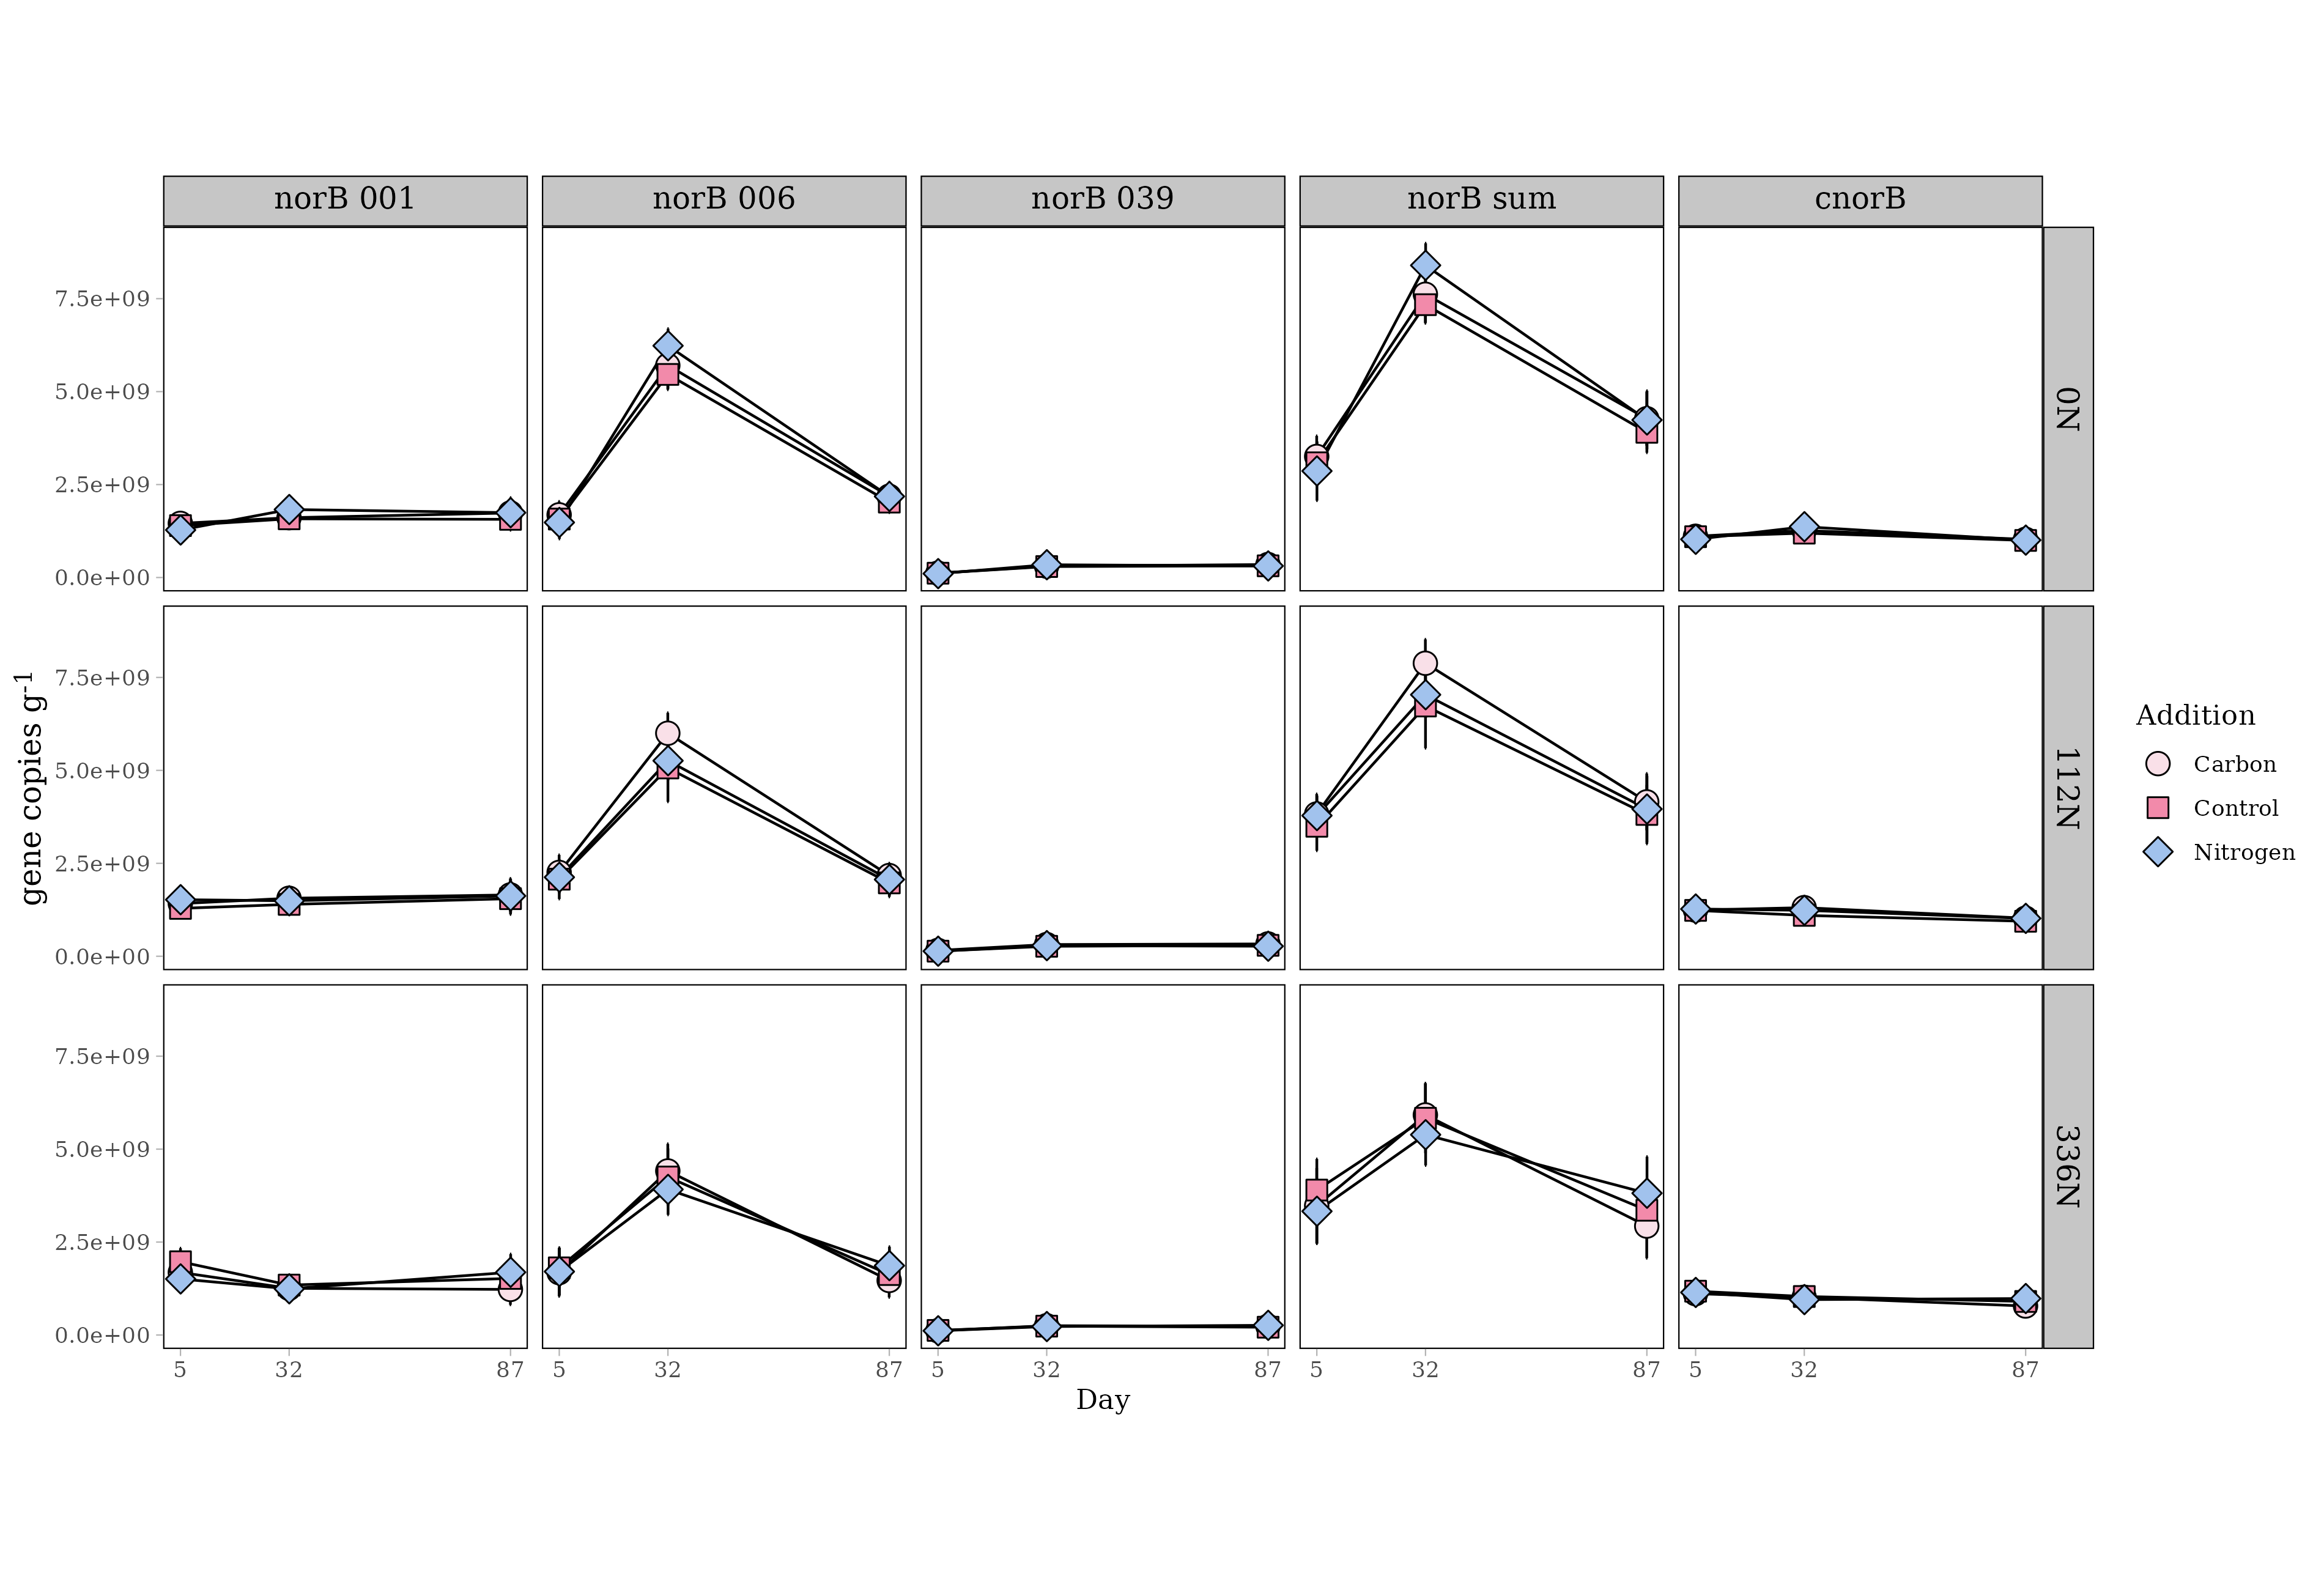 norB 001 norB 006 norB 039 norB sum cnorB
7.5e+09
5.0e+09
2.5e+09
0.0e+00
0N
7.5e+09
5.0e+09
2.5e+09
0.0e+00
112N
7.5e+09
5.0e+09
2.5e+09
0.0e+00
336N
gene copies g-1
5 32 87 5 32 87 5 32 87 5 32 87 5 32 87
Day
Addition
Carbon
Control
Nitrogen